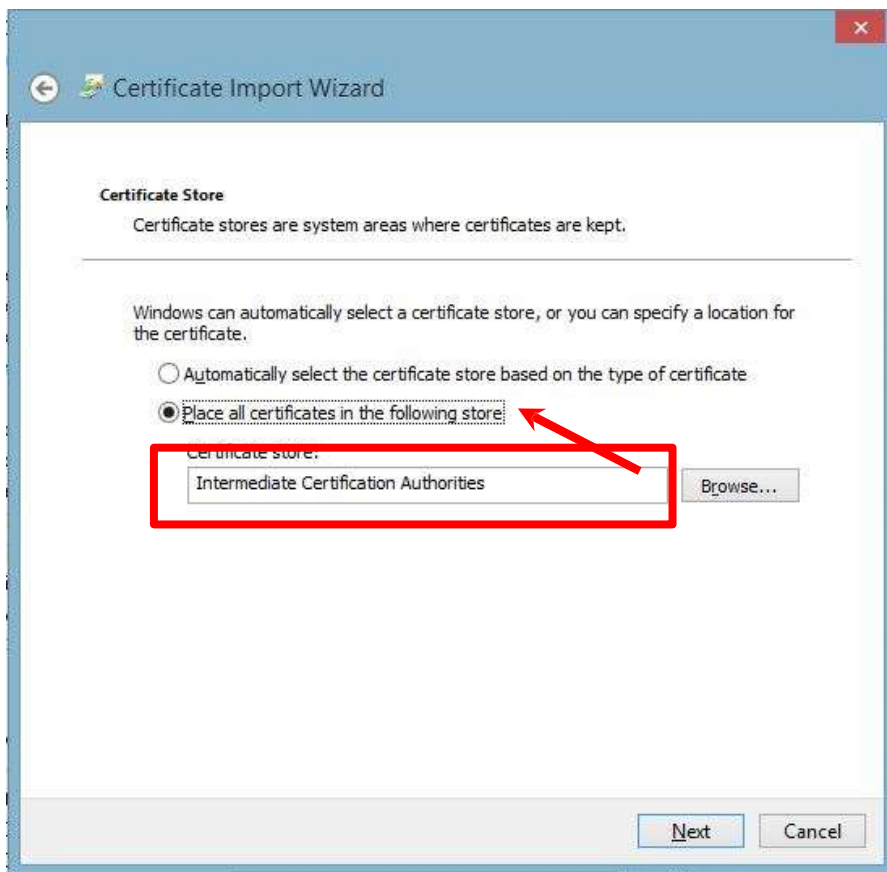 Certificate Import Wizard
Certificate Store
Certificate stores are system areas where certificates are kept.
Windows can automatically select a certificate store, or you can specify a location for
the certificate.
Automatically select the certificate store based on the type of certificate
Place all certificates in the following store
Certificate store:
Intermediate Certification Authorities
Browse...
Next
Cancel